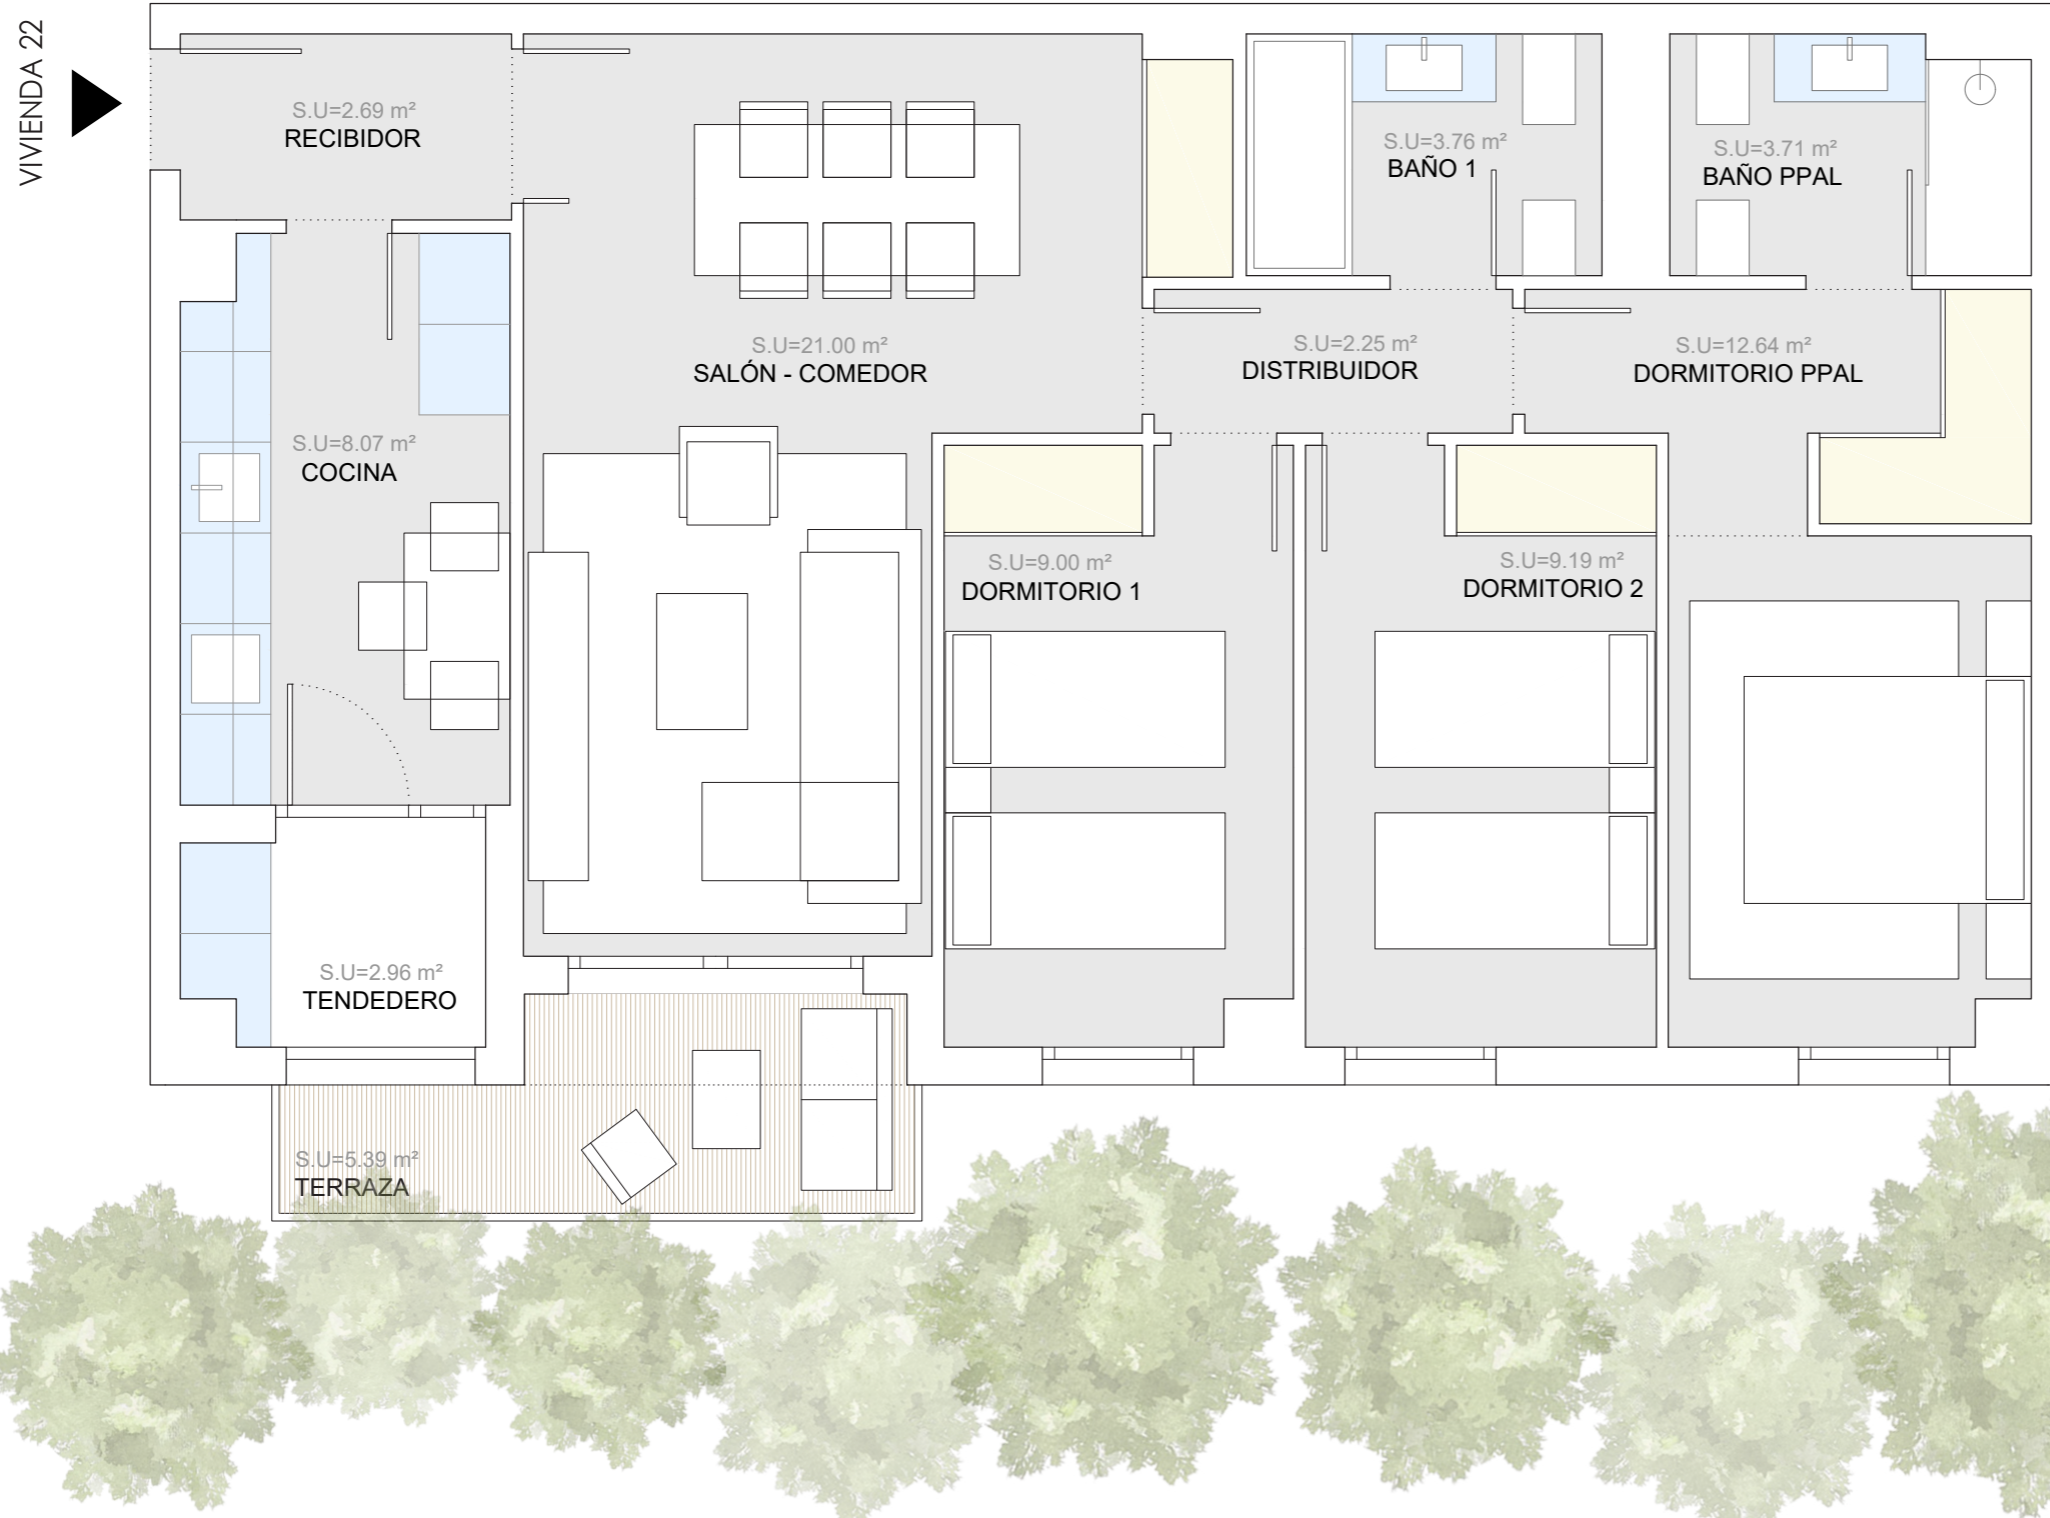 VIVIENDA 22
S.U=2.69 m²
RECIBIDOR
S.U=3.76 m²
BAÑO 1
S.U=3.71 m²
BAÑO PPAL
S.U=21.00 m²
SALÓN - COMEDOR
S.U=2.25 m²
DISTRIBUIDOR
S.U=12.64 m²
DORMITORIO PPAL
S.U=8.07 m²
COCINA
S.U=9.00 m²
DORMITORIO 1
S.U=9.19 m²
DORMITORIO 2
S.U=2.96 m²
TENDEDERO
S.U=5.39 m²
TERRAZA